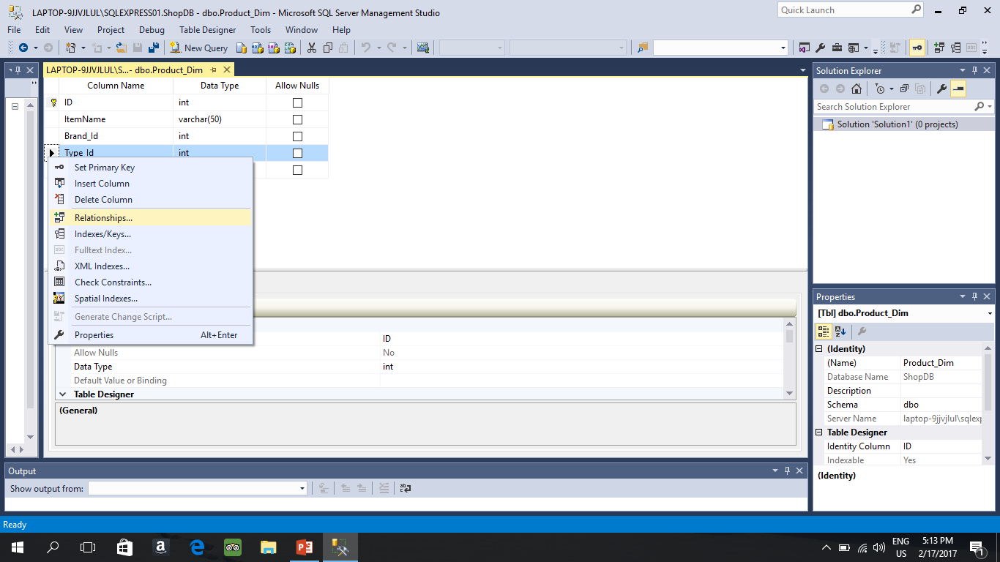 LAPTOP-9JJVJLUL\SQLEXPRESS01.ShopDB - dbo.Product_Dim - Microsoft SQL Server Management Studio
Quick Launch
File Edit View Project Debug Table Designer Tools Window Help
New Query
LAPTOP-9JJVJLUL\S...- dbo.Product_Dim
Column Name Data Type Allow Nulls
ID int
ItemName varchar(50)
Brand_Id int
Type_Id int
Set Primary Key
Insert Column
Delete Column
Relationships...
Indexes/Keys...
Fulltext Index...
XML Indexes...
Check Constraints...
Spatial Indexes...
Generate Change Script...
Properties Alt+Enter
ID
Allow Nulls No
Data Type int
Default Value or Binding
Table Designer
(General)
Solution Explorer
Search Solution Explorer
Solution 'Solution1' (0 projects)
Properties
[Tbl] dbo.Product_Dim
(Identity)
(Name) Product_Dim
Database Name ShopDB
Description
Schema dbo
Server Name laptop-9jjvjlul\sqlexp
Table Designer
Identity Column ID
Indexable Yes
(Identity)
Output
Show output from:
Ready
ENG
US
5:13 PM
2/17/2017
1